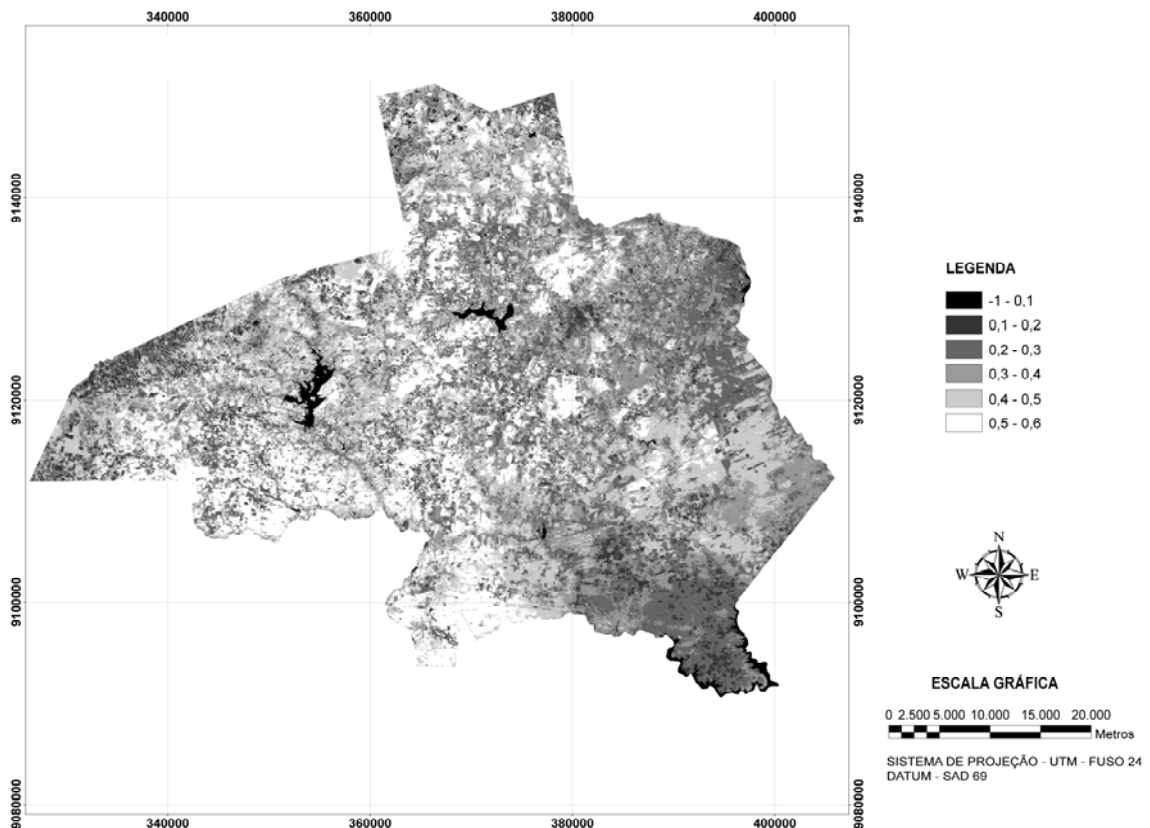 340000 360000 380000 400000
9140000 9140000
9120000 9120000
9100000 9100000
9080000 9080000
340000 360000 380000 400000
LEGENDA
-1 - 0,1
0,1 - 0,2
0,2 - 0,3
0,3 - 0,4
0,4 - 0,5
0,5 - 0,6
N
W E
S
ESCALA GRÁFICA
0 2.500 5.000 10.000 15.000 20.000
Metros
SISTEMA DE PROJEÇÃO - UTM - FUSO 24
DATUM - SAD 69